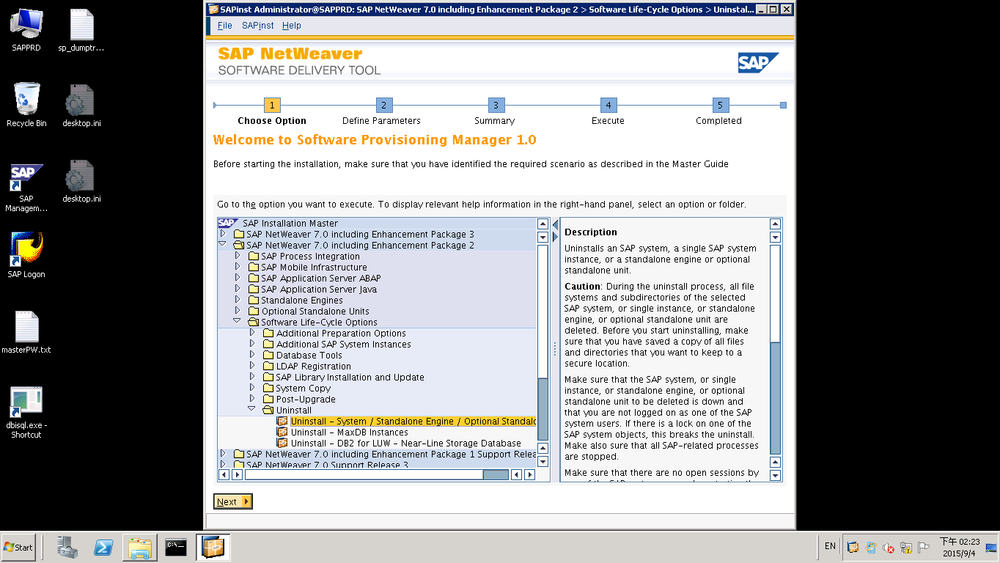 SAPinst Administrator@SAPPRD: SAP NetWeaver 7.0 including Enhancement Package 2 > Software Life-Cycle Options > Uninstal...
File SAPinst Help
SAP NetWeaver
SOFTWARE DELIVERY TOOL
SAP
1 2 3 4 5
Choose Option Define Parameters Summary Execute Completed
Welcome to Software Provisioning Manager 1.0
Before starting the installation, make sure that you have identified the required scenario as described in the Master Guide
Go to the option you want to execute. To display relevant help information in the right-hand panel, select an option or folder.
SAP SAP Installation Master
SAP NetWeaver 7.0 including Enhancement Package 3
SAP NetWeaver 7.0 including Enhancement Package 2
SAP Process Integration
SAP Mobile Infrastructure
SAP Application Server ABAP
SAP Application Server Java
Standalone Engines
Optional Standalone Units
Software Life-Cycle Options
Additional Preparation Options
Additional SAP System Instances
Database Tools
LDAP Registration
SAP Library Installation and Update
System Copy
Post-Upgrade
Uninstall
Uninstall - System / Standalone Engine / Optional Standalo
Uninstall - MaxDB Instances
Uninstall - DB2 for LUW - Near-Line Storage Database
SAP NetWeaver 7.0 including Enhancement Package 1 Support Relea
SAP NetWeaver 7.0 Support Release 3
Description
Uninstalls an SAP system, a single SAP system
instance, or a standalone engine or optional
standalone unit.
Caution: During the uninstall process, all file
systems and subdirectories of the selected
SAP system, or single instance, or standalone
engine, or optional standalone unit are
deleted. Before you start uninstalling, make
sure that you have saved a copy of all files
and directories that you want to keep to a
secure location.
Make sure that the SAP system, or single
instance, or standalone engine, or optional
standalone unit to be deleted is down and
that you are not logged on as one of the SAP
system users. If there is a lock on one of the
SAP system objects, this breaks the uninstall.
Make also sure that all SAP-related processes
are stopped.
Make sure that there are no open sessions by
Next
SAPPRD
sp_dumptr...
Recycle Bin
desktop.ini
SAP
SAP
Managem...
desktop.ini
SAP Logon
masterPW.txt
dbisql.exe -
Shortcut
Start
C:\
EN
下午 02:23
2015/9/4